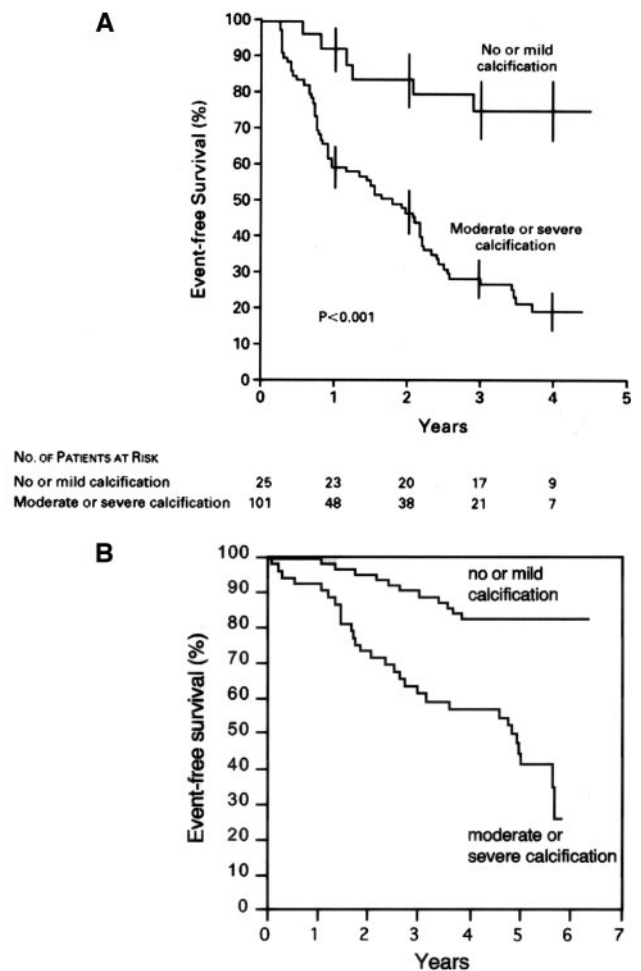 A
Event-free Survival (%)
100
90
80
70
60
50
40
30
20
10
0
No or mild
calcification
Moderate or severe
calcification
P<0.001
0 1 2 3 4 5
Years
NO. OF PATIENTS AT RISK
No or mild calcification 25 23 20 17 9
Moderate or severe calcification 101 48 38 21 7
B
Event-free survival (%)
100
90
80
70
60
50
40
30
20
10
0
no or mild
calcification
moderate or
severe calcification
0 1 2 3 4 5 6 7
Years